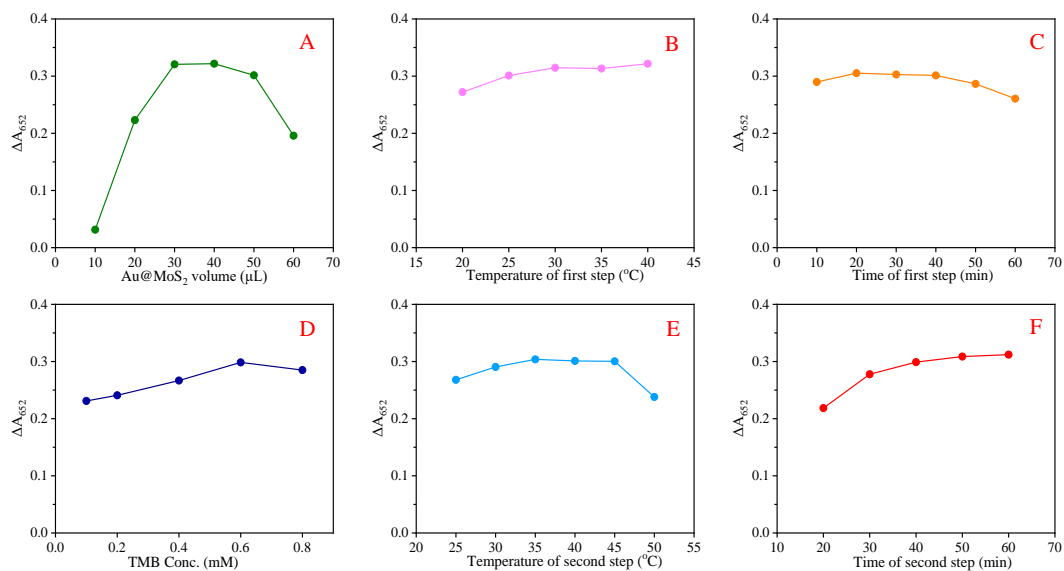 A
0.4
0.3
0.2
0.1
0.0
ΔA652
0 10 20 30 40 50 60 70
Au@MoS2 volume (μL)
B
0.4
0.3
0.2
0.1
0.0
ΔA652
15 20 25 30 35 40 45
Temperature of first step (oC)
C
0.4
0.3
0.2
0.1
0.0
ΔA652
0 10 20 30 40 50 60 70
Time of first step (min)
D
0.4
0.3
0.2
0.1
0.0
ΔA652
0.0 0.2 0.4 0.6 0.8
TMB Conc. (mM)
E
0.4
0.3
0.2
0.1
0.0
ΔA652
20 25 30 35 40 45 50 55
Temperature of second step (oC)
F
0.4
0.3
0.2
0.1
0.0
ΔA652
10 20 30 40 50 60 70
Time of second step (min)